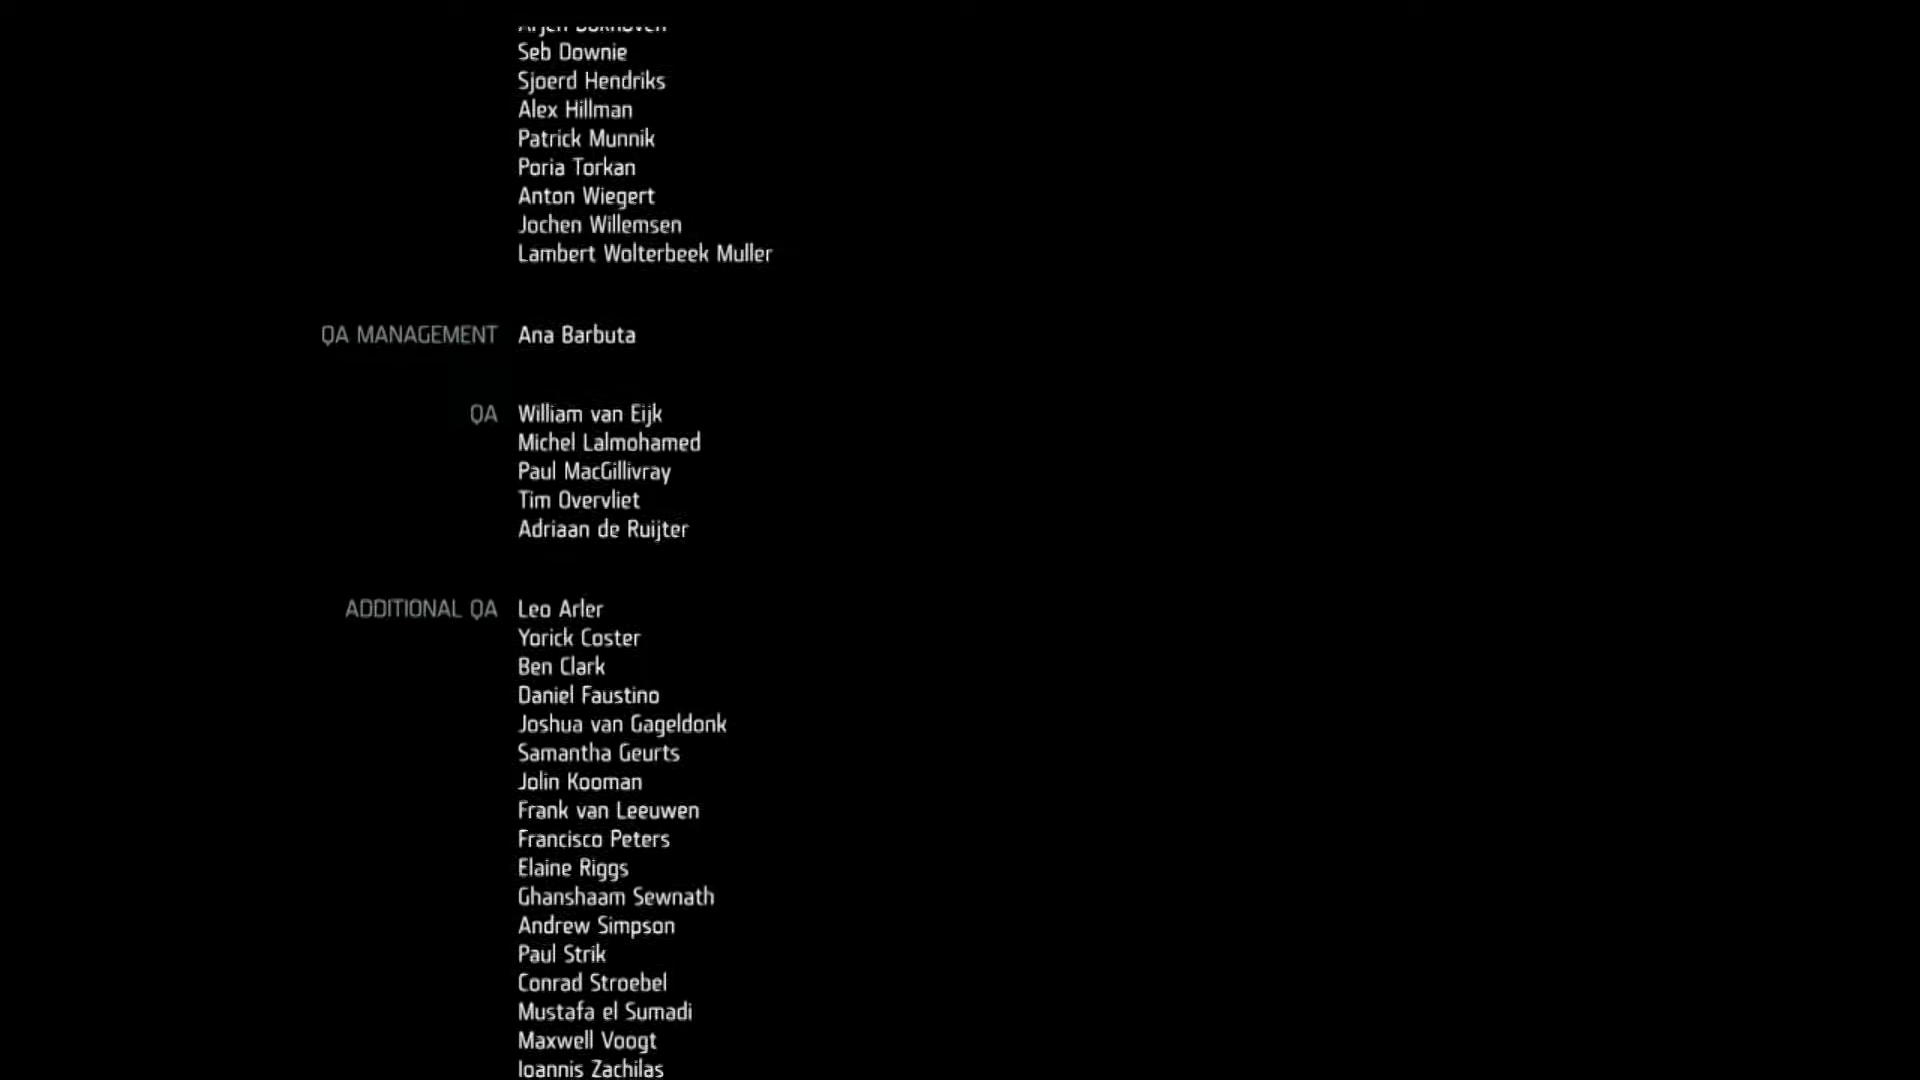 Seb Downie
Sjoerd Hendriks
Alex Hillman
Patrick Munnik
Poria Torkan
Anton Wiegert
Jochen Willemsen
Lambert Wolterbeek Muller
QA MANAGEMENT Ana Barbuta
QA William van Eijk
Michel Lalmohamed
Paul MacGillivray
Tim Overvliet
Adriaan de Ruijter
ADDITIONAL QA Leo Arler
Yorick Coster
Ben Clark
Daniel Faustino
Joshua van Gageldonk
Samantha Geurts
Jolin Kooman
Frank van Leeuwen
Francisco Peters
Elaine Riggs
Ghanshaam Sewnath
Andrew Simpson
Paul Strik
Conrad Stroebel
Mustafa el Sumadi
Maxwell Voogt
Ioannis Zachilas